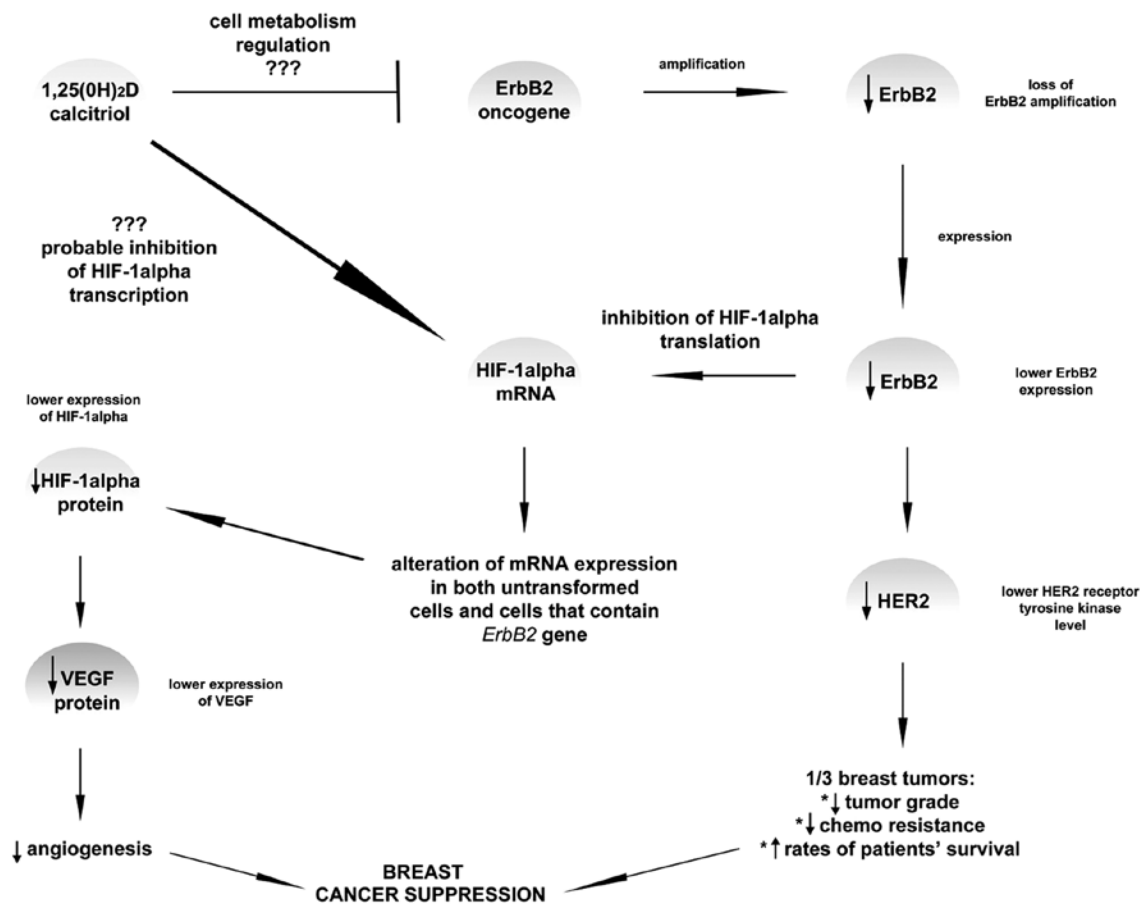 cell metabolism
regulation
???
1,25(0H)₂D
calcitriol
ErbB2
oncogene
amplification
↓ ErbB2
loss of
ErbB2 amplification
???
probable inhibition
of HIF-1alpha
transcription
expression
inhibition of HIF-1alpha
translation
HIF-1alpha
mRNA
↓ ErbB2
lower ErbB2
expression
lower expression
of HIF-1alpha
↓HIF-1alpha
protein
alteration of mRNA expression
in both untransformed
cells and cells that contain
ErbB2 gene
↓ HER2
lower HER2 receptor
tyrosine kinase
level
↓ VEGF
protein
lower expression
of VEGF
1/3 breast tumors:
*↓ tumor grade
*↓ chemo resistance
*↑ rates of patients' survival
↓ angiogenesis
BREAST
CANCER SUPPRESSION